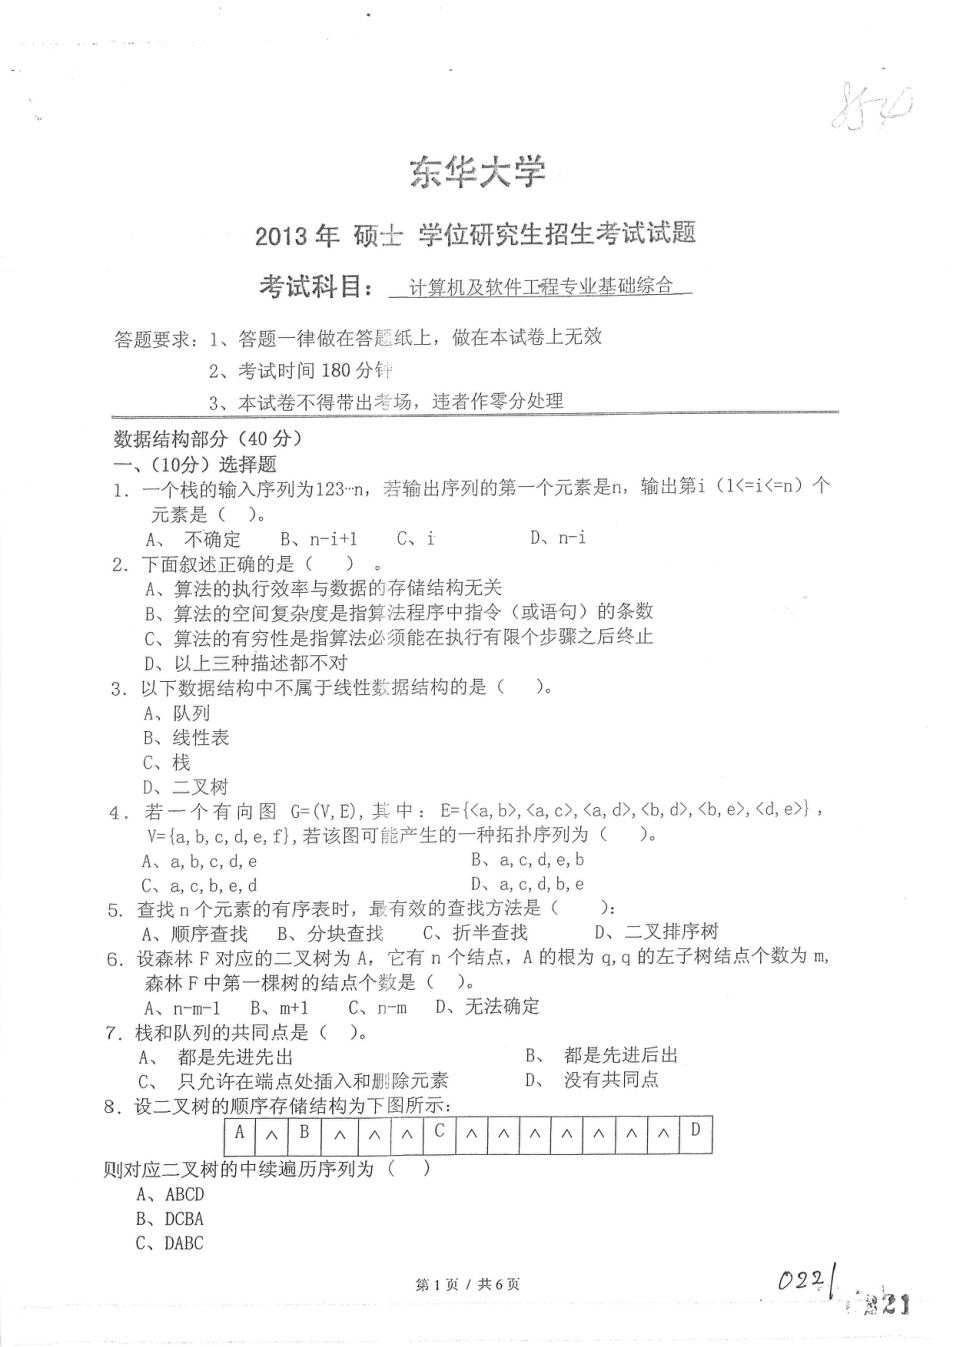 854
东华大学
2013 年 硕士 学位研究生招生考试试题
考试科目： 计算机及软件工程专业基础综合
答题要求：1、答题一律做在答题纸上，做在本试卷上无效
2、考试时间 180 分钟
3、本试卷不得带出考场，违者作零分处理
数据结构部分（40 分）
一、（10分）选择题
1. 一个栈的输入序列为123…n，若输出序列的第一个元素是n，输出第i（1<=i<=n）个
元素是（ ）。
A、 不确定 B、n-i+1 C、i D、n-i
2. 下面叙述正确的是（ ）。
A、算法的执行效率与数据的存储结构无关
B、算法的空间复杂度是指算法程序中指令（或语句）的条数
C、算法的有穷性是指算法必须能在执行有限个步骤之后终止
D、以上三种描述都不对
3. 以下数据结构中不属于线性数据结构的是（ ）。
A、队列
B、线性表
C、栈
D、二叉树
4. 若一个有向图 G=(V,E)，其中：E={<a,b>,<a,c>,<a,d>,<b,d>,<b,e>,<d,e>}，
V={a,b,c,d,e,f}，若该图可能产生的一种拓扑序列为（ ）。
A、a,b,c,d,e B、a,c,d,e,b
C、a,c,b,e,d D、a,c,d,b,e
5. 查找 n 个元素的有序表时，最有效的查找方法是（ ）：
A、顺序查找 B、分块查找 C、折半查找 D、二叉排序树
6. 设森林 F 对应的二叉树为 A，它有 n 个结点，A 的根为 q,q 的左子树结点个数为 m,
森林 F 中第一棵树的结点个数是（ ）。
A、n-m-1 B、m+1 C、n-m D、无法确定
7. 栈和队列的共同点是（ ）。
A、 都是先进先出 B、 都是先进后出
C、 只允许在端点处插入和删除元素 D、 没有共同点
8. 设二叉树的顺序存储结构为下图所示：
A ∧ B ∧ ∧ ∧ C ∧ ∧ ∧ ∧ ∧ ∧ ∧ D
则对应二叉树的中续遍历序列为（ ）
A、ABCD
B、DCBA
C、DABC
第 1 页 / 共 6 页
022/
321